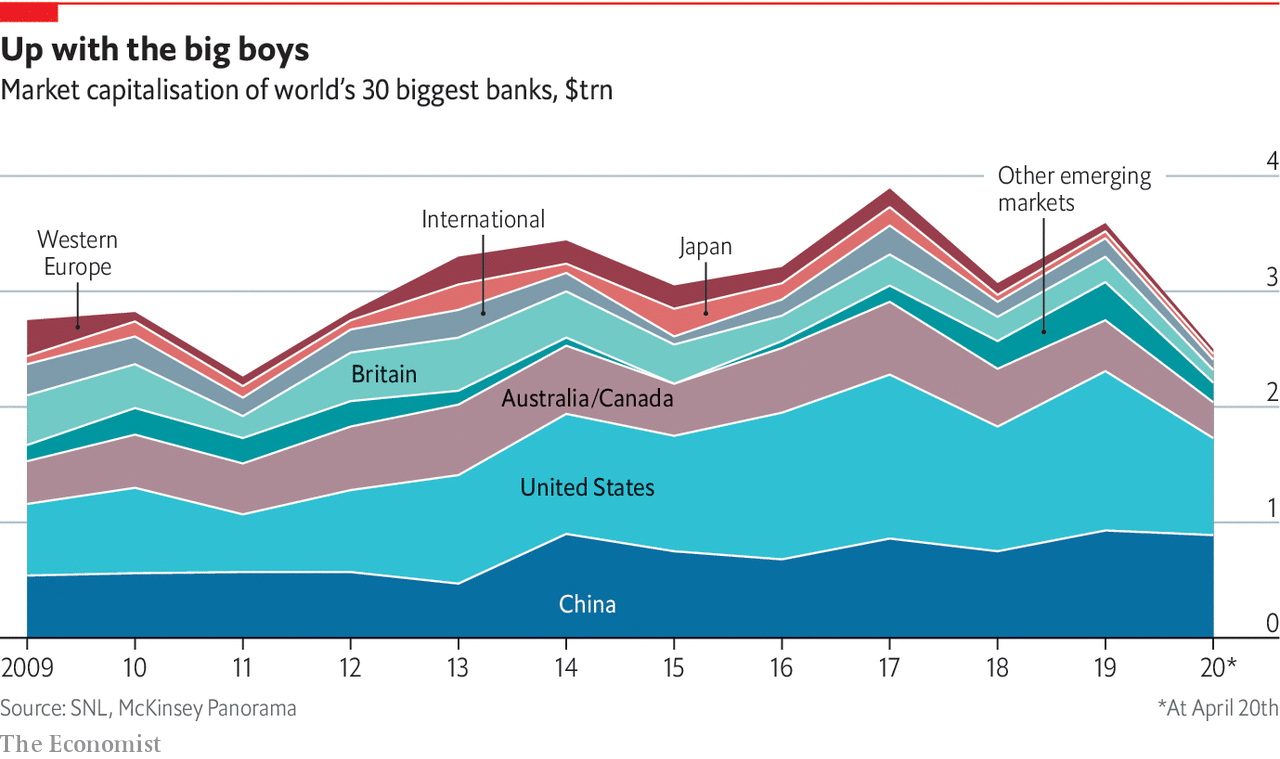 Up with the big boys
Market capitalisation of world's 30 biggest banks, $trn
4
Other emerging
markets
International
Western
Europe
Japan
3
Britain
Australia/Canada
2
United States
1
China
0
2009 10 11 12 13 14 15 16 17 18 19 20*
Source: SNL, McKinsey Panorama
*At April 20th
The Economist